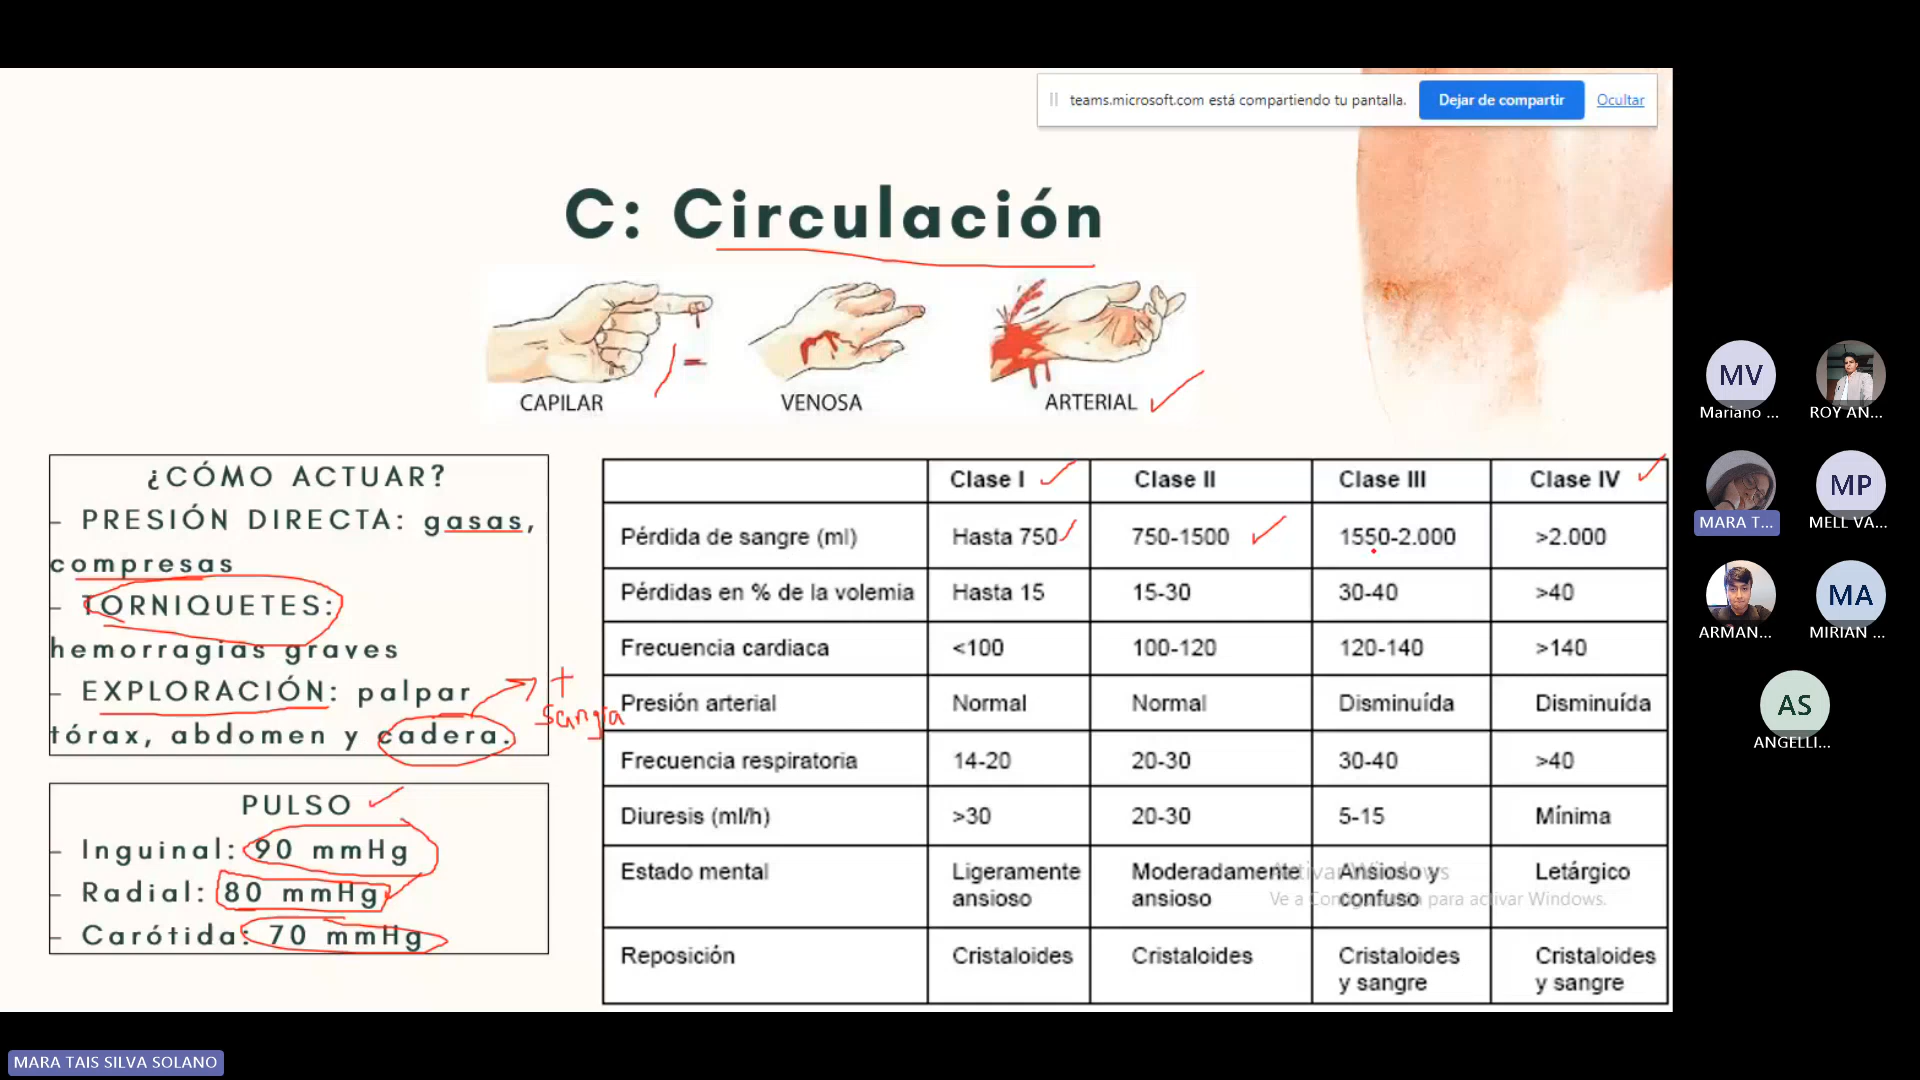 teams.microsoft.com está compartiendo tu pantalla.
Dejar de compartir
Ocultar
C: Circulación
CAPILAR
VENOSA
ARTERIAL
¿CÓMO ACTUAR?
- PRESIÓN DIRECTA: gasas,
compresas
- TORNIQUETES:
hemorragias graves
- EXPLORACIÓN: palpar
tórax, abdomen y cadera.
+
Sangra
PULSO
- Inguinal: 90 mmHg
- Radial: 80 mmHg
- Carótida: 70 mmHg
Clase I Clase II Clase III Clase IV
Pérdida de sangre (ml) Hasta 750 750-1500 1550-2.000 >2.000
Pérdidas en % de la volemia Hasta 15 15-30 30-40 >40
Frecuencia cardiaca <100 100-120 120-140 >140
Presión arterial Normal Normal Disminuída Disminuída
Frecuencia respiratoria 14-20 20-30 30-40 >40
Diuresis (ml/h) >30 20-30 5-15 Mínima
Estado mental Ligeramente ansioso Moderadamente ansioso Ansioso y confuso Letárgico
Reposición Cristaloides Cristaloides Cristaloides y sangre Cristaloides y sangre
Activar Windows
Ve a Configuración para activar Windows.
MV
Mariano ...
ROY AN...
MARA T...
MP
MELL VA...
ARMAN...
MA
MIRIAN ...
AS
ANGELLI...
MARA TAIS SILVA SOLANO